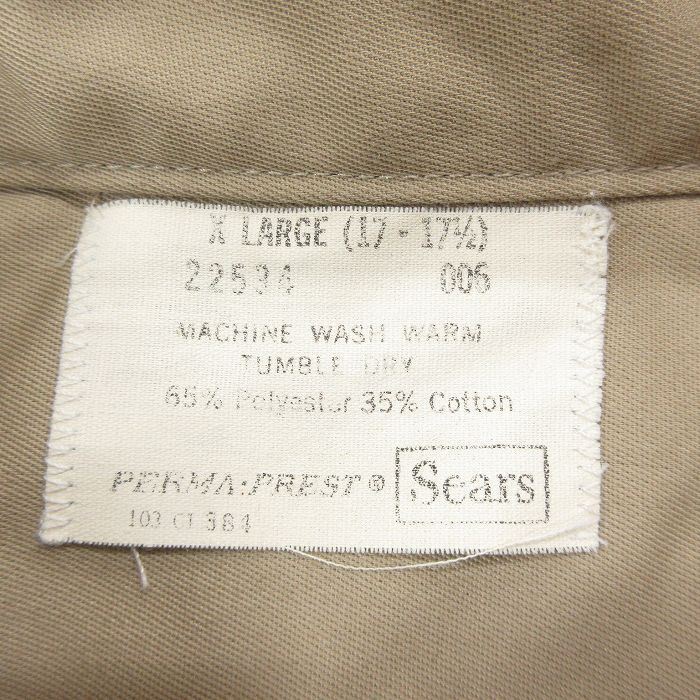 X LARGE (17 - 17½)
22534 006
MACHINE WASH WARM
TUMBLE DRY
65% Polyester 35% Cotton
PERMA·PREST® Sears
103 CT 384